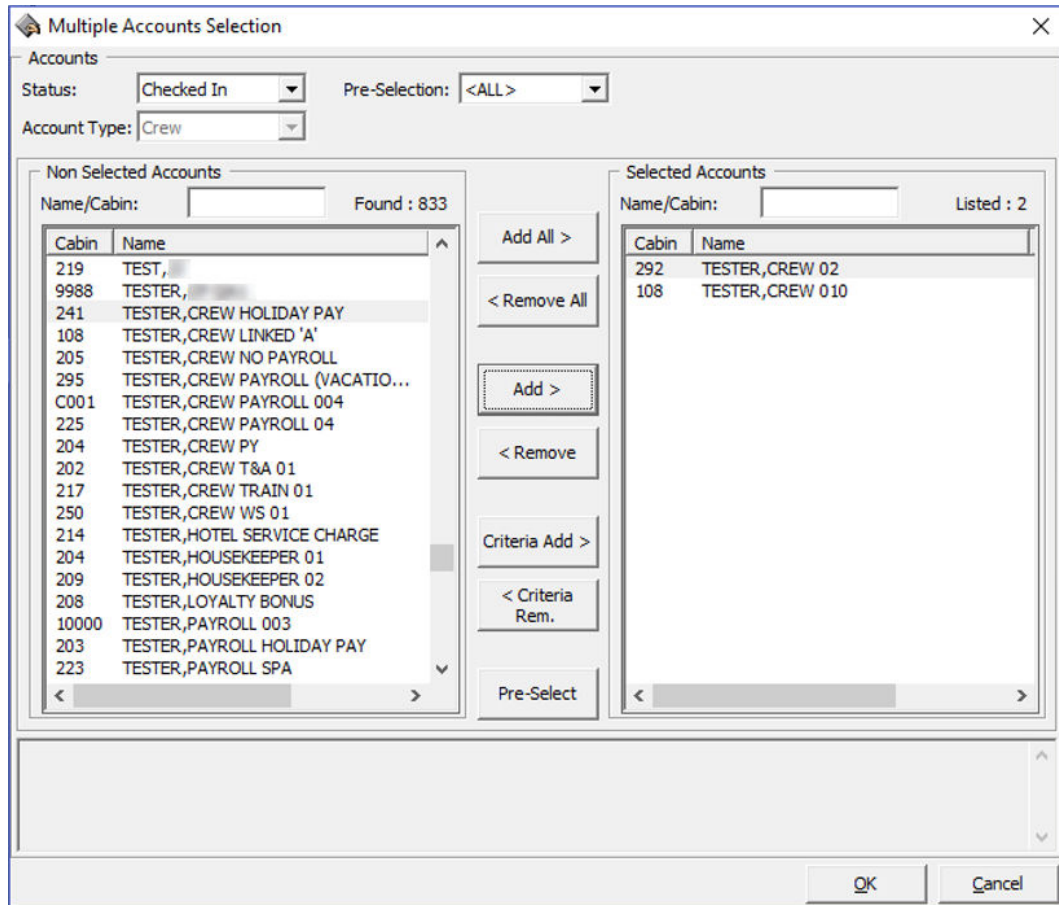 Multiple Accounts Selection
Accounts
Status: Checked In Pre-Selection: <ALL>
Account Type: Crew
Non Selected Accounts
Name/Cabin: Found : 833
Cabin Name
219 TEST,
9988 TESTER,
241 TESTER,CREW HOLIDAY PAY
108 TESTER,CREW LINKED 'A'
205 TESTER,CREW NO PAYROLL
295 TESTER,CREW PAYROLL (VACATIO...
C001 TESTER,CREW PAYROLL 004
225 TESTER,CREW PAYROLL 04
204 TESTER,CREW PY
202 TESTER,CREW T&A 01
217 TESTER,CREW TRAIN 01
250 TESTER,CREW WS 01
214 TESTER,HOTEL SERVICE CHARGE
204 TESTER,HOUSEKEEPER 01
209 TESTER,HOUSEKEEPER 02
208 TESTER,LOYALTY BONUS
10000 TESTER,PAYROLL 003
203 TESTER,PAYROLL HOLIDAY PAY
223 TESTER,PAYROLL SPA
Add All >
< Remove All
Add >
< Remove
Criteria Add >
< Criteria
Rem.
Pre-Select
Selected Accounts
Name/Cabin: Listed : 2
Cabin Name
292 TESTER,CREW 02
108 TESTER,CREW 010
OK Cancel